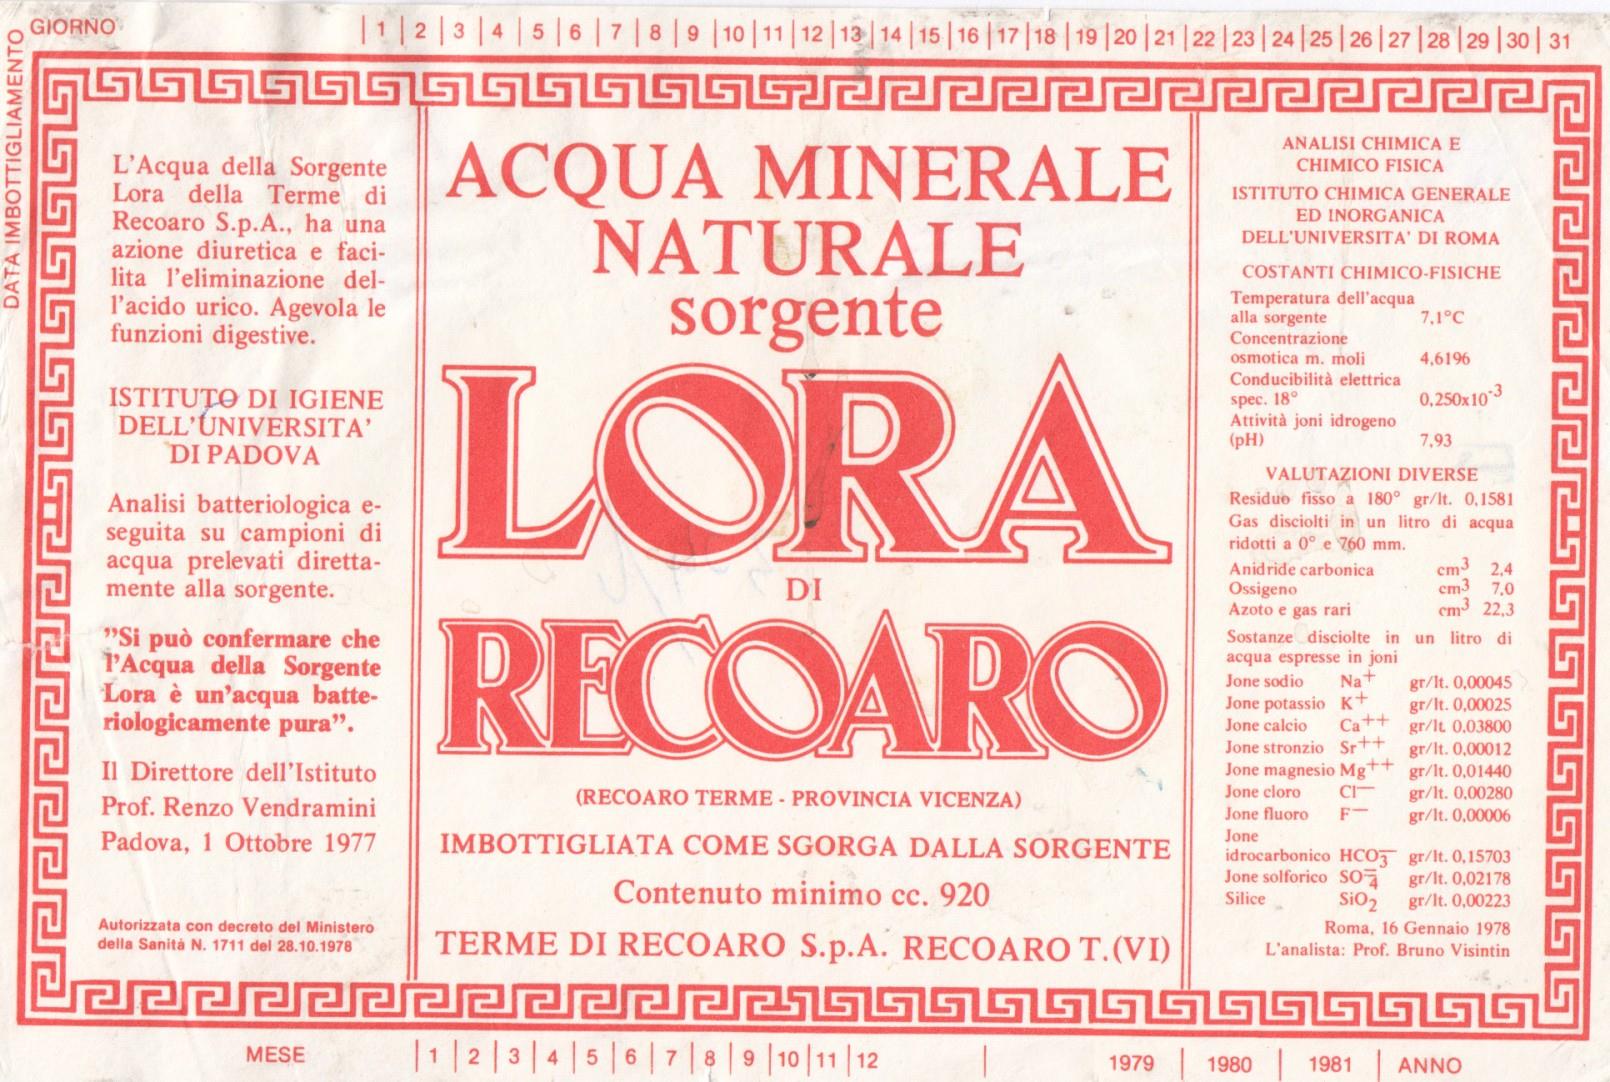 GIORNO | 1 | 2 | 3 | 4 | 5 | 6 | 7 | 8 | 9 | 10 | 11 | 12 | 13 | 14 | 15 | 16 | 17 | 18 | 19 | 20 | 21 | 22 | 23 | 24 | 25 | 26 | 27 | 28 | 29 | 30 | 31
DATA IMBOTTIGLIAMENTO
L'Acqua della Sorgente
Lora della Terme di
Recoaro S.p.A., ha una
azione diuretica e faci-
lita l'eliminazione del-
l'acido urico. Agevola le
funzioni digestive.
ISTITUTO DI IGIENE
DELL'UNIVERSITA'
DI PADOVA
Analisi batteriologica e-
seguita su campioni di
acqua prelevati diretta-
mente alla sorgente.
"Si può confermare che
l'Acqua della Sorgente
Lora è un'acqua batte-
riologicamente pura".
Il Direttore dell'Istituto
Prof. Renzo Vendramini
Padova, 1 Ottobre 1977
Autorizzata con decreto del Ministero
della Sanità N. 1711 del 28.10.1978
ACQUA MINERALE
NATURALE
sorgente
LORA
DI
RECOARO
(RECOARO TERME - PROVINCIA VICENZA)
IMBOTTIGLIATA COME SGORGA DALLA SORGENTE
Contenuto minimo cc. 920
TERME DI RECOARO S.p.A. RECOARO T.(VI)
ANALISI CHIMICA E
CHIMICO FISICA
ISTITUTO CHIMICA GENERALE
ED INORGANICA
DELL'UNIVERSITA' DI ROMA
COSTANTI CHIMICO-FISICHE
Temperatura dell'acqua
alla sorgente 7,1°C
Concentrazione
osmotica m. moli 4,6196
Conducibilità elettrica
spec. 18° 0,250x10⁻³
Attività joni idrogeno
(pH) 7,93
VALUTAZIONI DIVERSE
Residuo fisso a 180° gr/lt. 0,1581
Gas disciolti in un litro di acqua
ridotti a 0° e 760 mm.
Anidride carbonica cm³ 2,4
Ossigeno cm³ 7,0
Azoto e gas rari cm³ 22,3
Sostanze disciolte in un litro di
acqua espresse in joni
Jone sodio Na⁺ gr/lt. 0,00045
Jone potassio K⁺ gr/lt. 0,00025
Jone calcio Ca⁺⁺ gr/lt. 0,03800
Jone stronzio Sr⁺⁺ gr/lt. 0,00012
Jone magnesio Mg⁺⁺ gr/lt. 0,01440
Jone cloro Cl⁻ gr/lt. 0,00280
Jone fluoro F⁻ gr/lt. 0,00006
Jone
idrocarbonico HCO₃⁻ gr/lt. 0,15703
Jone solforico SO₄⁼ gr/lt. 0,02178
Silice SiO₂ gr/lt. 0,00223
Roma, 16 Gennaio 1978
L'analista: Prof. Bruno Visintin
MESE | 1 | 2 | 3 | 4 | 5 | 6 | 7 | 8 | 9 | 10 | 11 | 12 | 1979 | 1980 | 1981 | ANNO